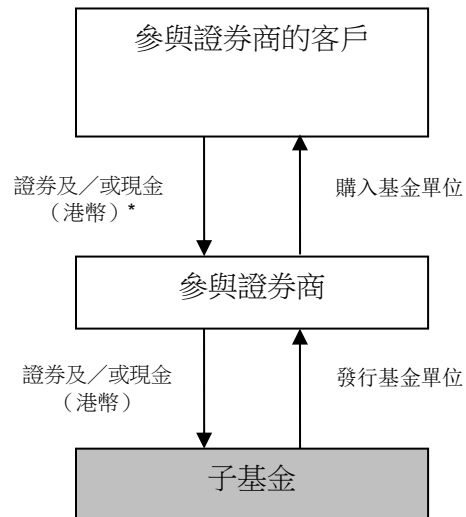 參與證券商的客戶
證券及／或現金
（港幣）*
購入基金單位
參與證券商
證券及／或現金
（港幣）
發行基金單位
子基金